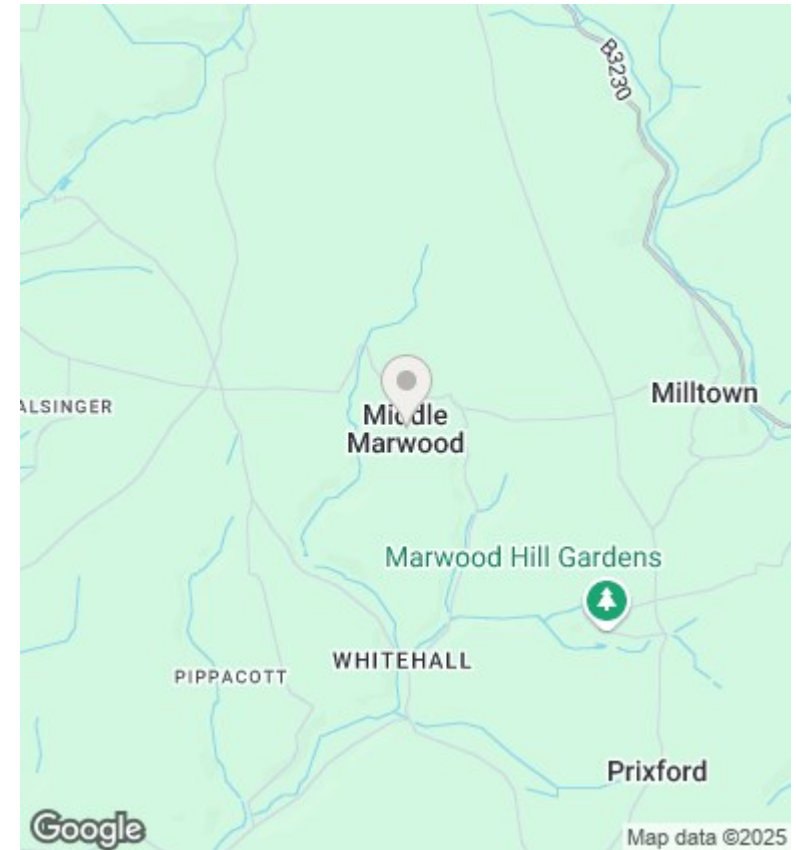 B3230
Milltown
ALSINGER
Middle
Marwood
Marwood Hill Gardens
WHITEHALL
PIPPACOTT
Prixford
Google
Map data ©2025